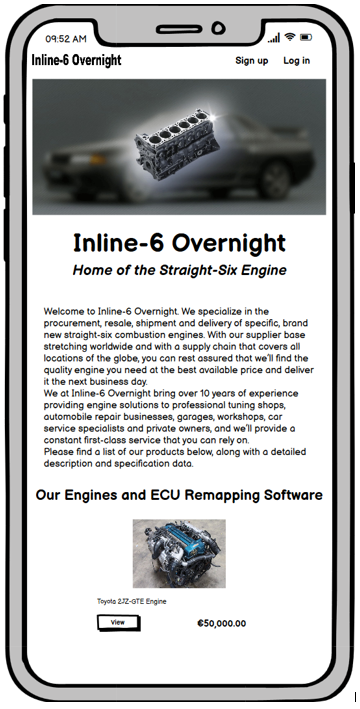 09:52 AM
Inline-6 Overnight
Sign up
Log in
Inline-6 Overnight
Home of the Straight-Six Engine
Welcome to Inline-6 Overnight. We specialize in the
procurement, resale, shipment and delivery of specific, brand
new straight-six combustion engines. With our supplier base
stretching worldwide and with a supply chain that covers all
locations of the globe, you can rest assured that we'll find the
quality engine you need at the best available price and deliver
it the next business day.
We at Inline-6 Overnight bring over 10 years of experience
providing engine solutions to professional tuning shops,
automobile repair businesses, garages, workshops, car
service specialists and private owners, and we'll provide a
constant first-class service that you can rely on.
Please find a list of our products below, along with a detailed
description and specification data.
Our Engines and ECU Remapping Software
Toyota 2JZ-GTE Engine
View
€50,000.00